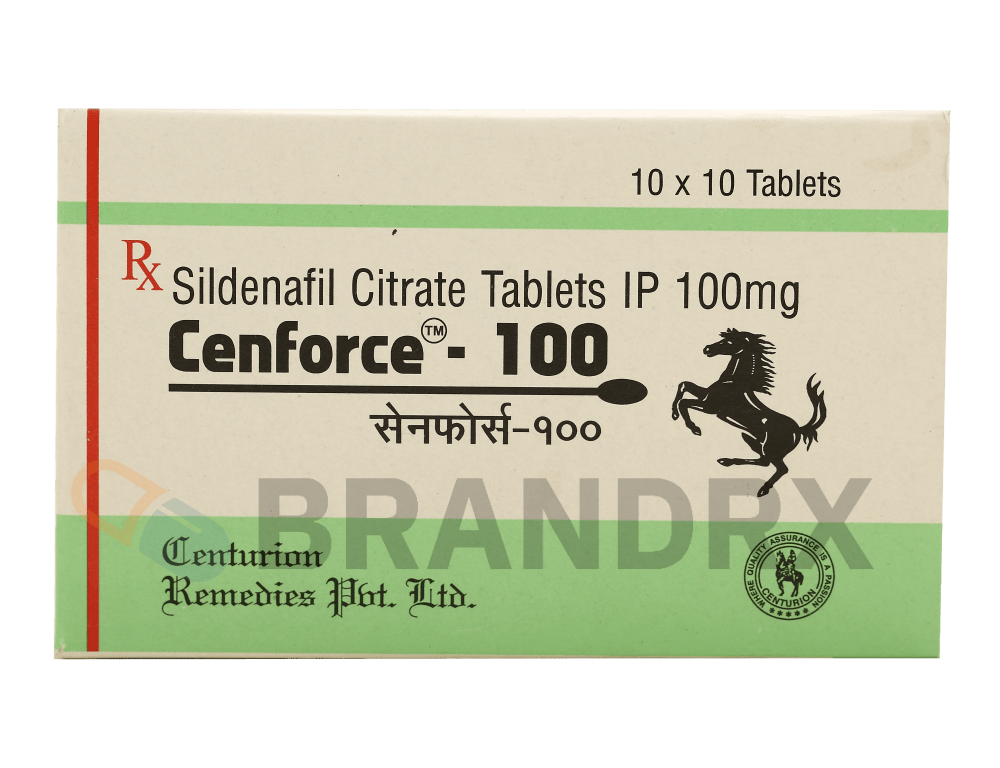 10 x 10 Tablets
Rx Sildenafil Citrate Tablets IP 100mg
Cenforce™- 100
सेनफोर्स-१००
BRANDRX
Centurion
Remedies Pvt. Ltd.
WHERE QUALITY ASSURANCE IS A PASSION
CENTURION